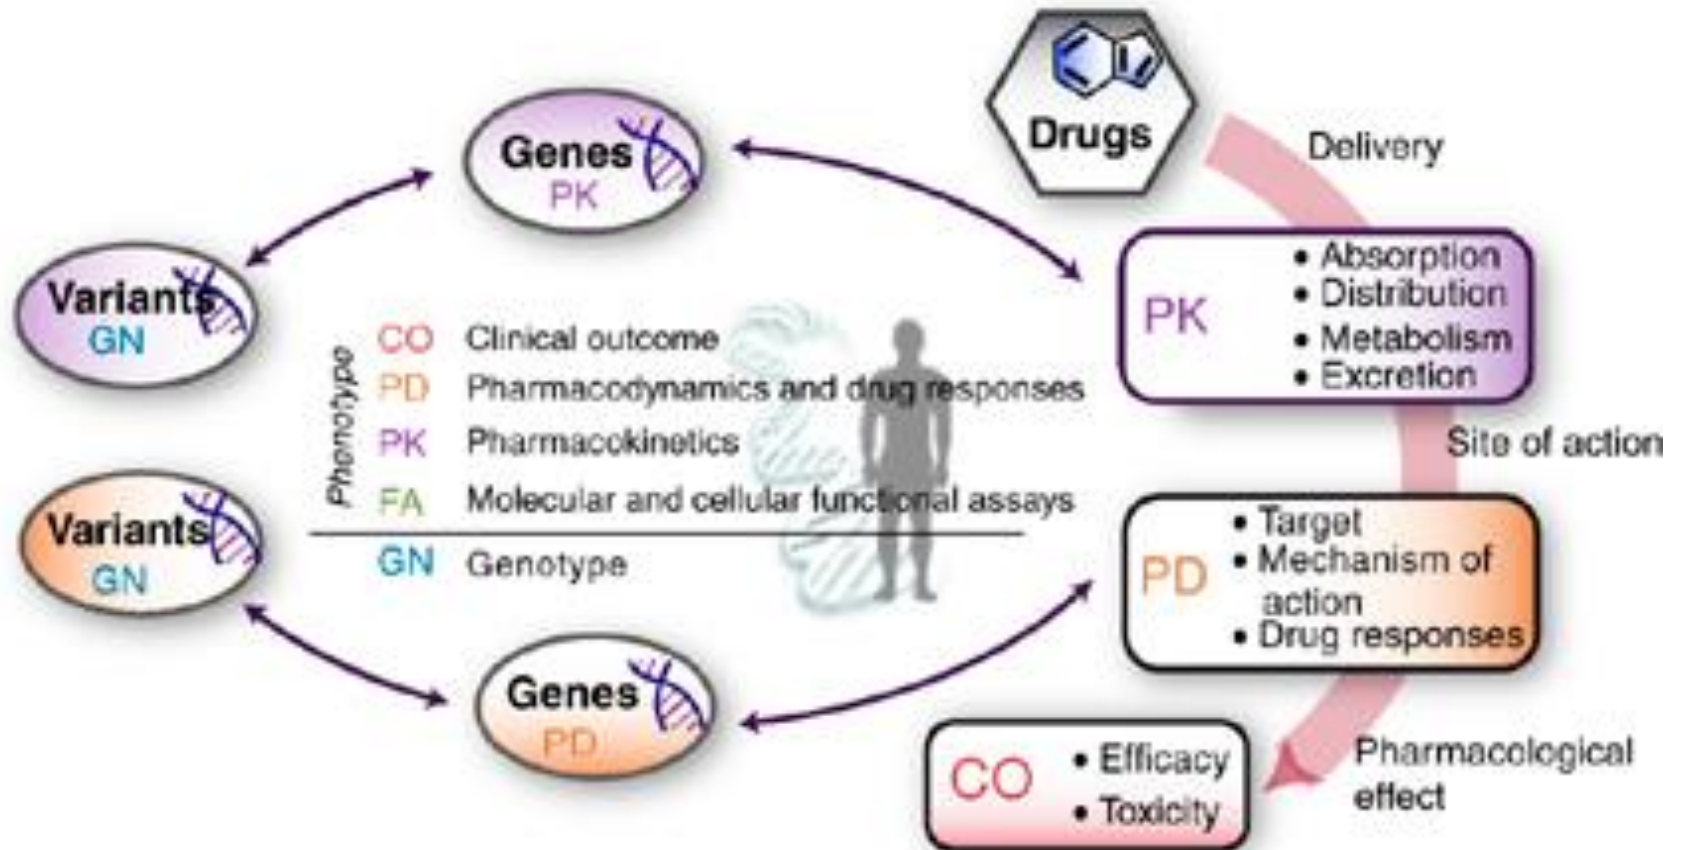 Drugs
Delivery
Genes
PK
Variants
GN
PK
• Absorption
• Distribution
• Metabolism
• Excretion
Phenotype
CO Clinical outcome
PD Pharmacodynamics and drug responses
PK Pharmacokinetics
FA Molecular and cellular functional assays
GN Genotype
Site of action
Variants
GN
PD
• Target
• Mechanism of
action
• Drug responses
Genes
PD
CO
• Efficacy
• Toxicity
Pharmacological
effect